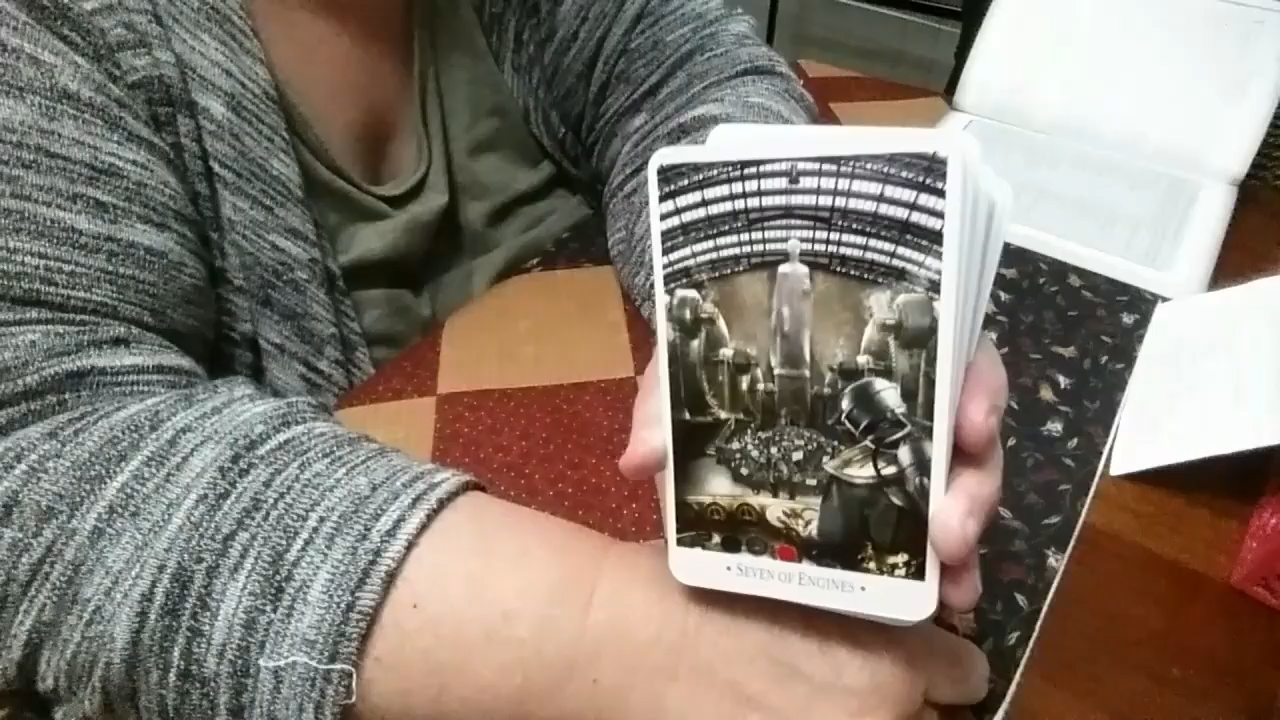 • SEVEN OF ENGINES •